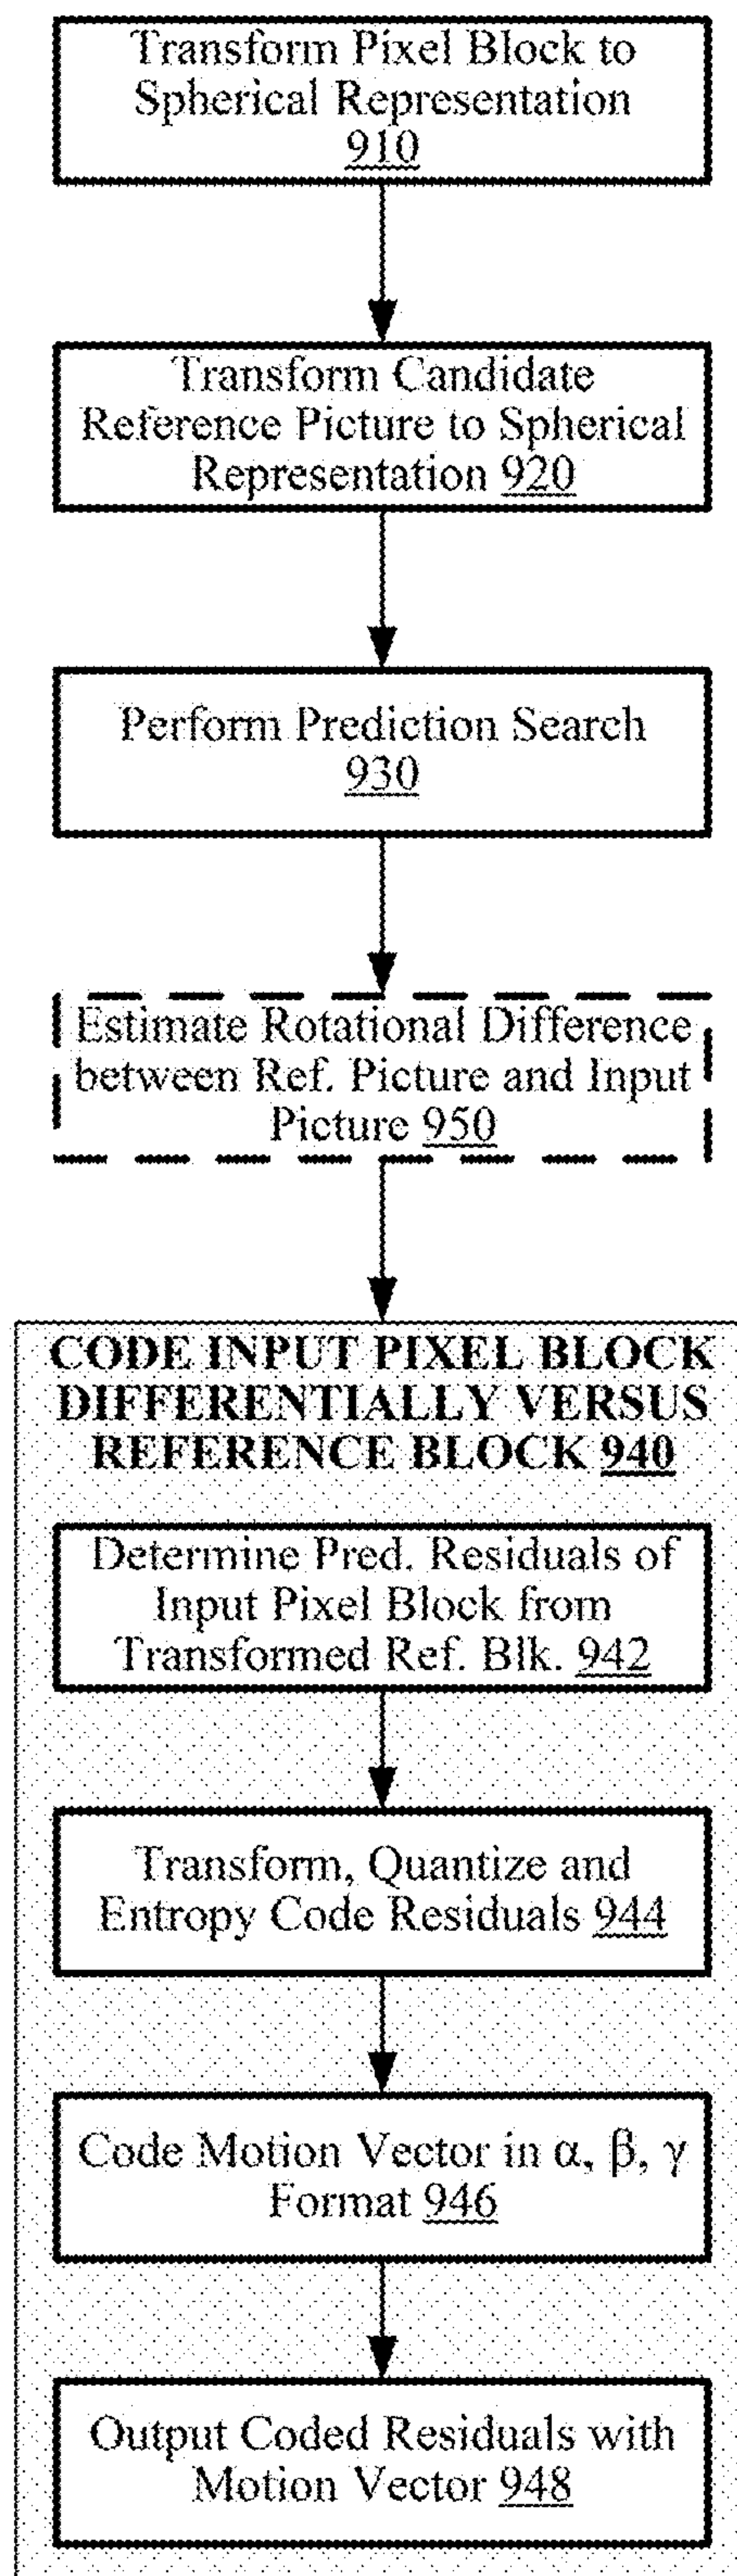 Transform Pixel Block to
Spherical Representation
910
Transform Candidate
Reference Picture to Spherical
Representation 920
Perform Prediction Search
930
Estimate Rotational Difference
between Ref. Picture and Input
Picture 950
CODE INPUT PIXEL BLOCK
DIFFERENTIALLY VERSUS
REFERENCE BLOCK 940
Determine Pred. Residuals of
Input Pixel Block from
Transformed Ref. Blk. 942
Transform, Quantize and
Entropy Code Residuals 944
Code Motion Vector in α, β, γ
Format 946
Output Coded Residuals with
Motion Vector 948